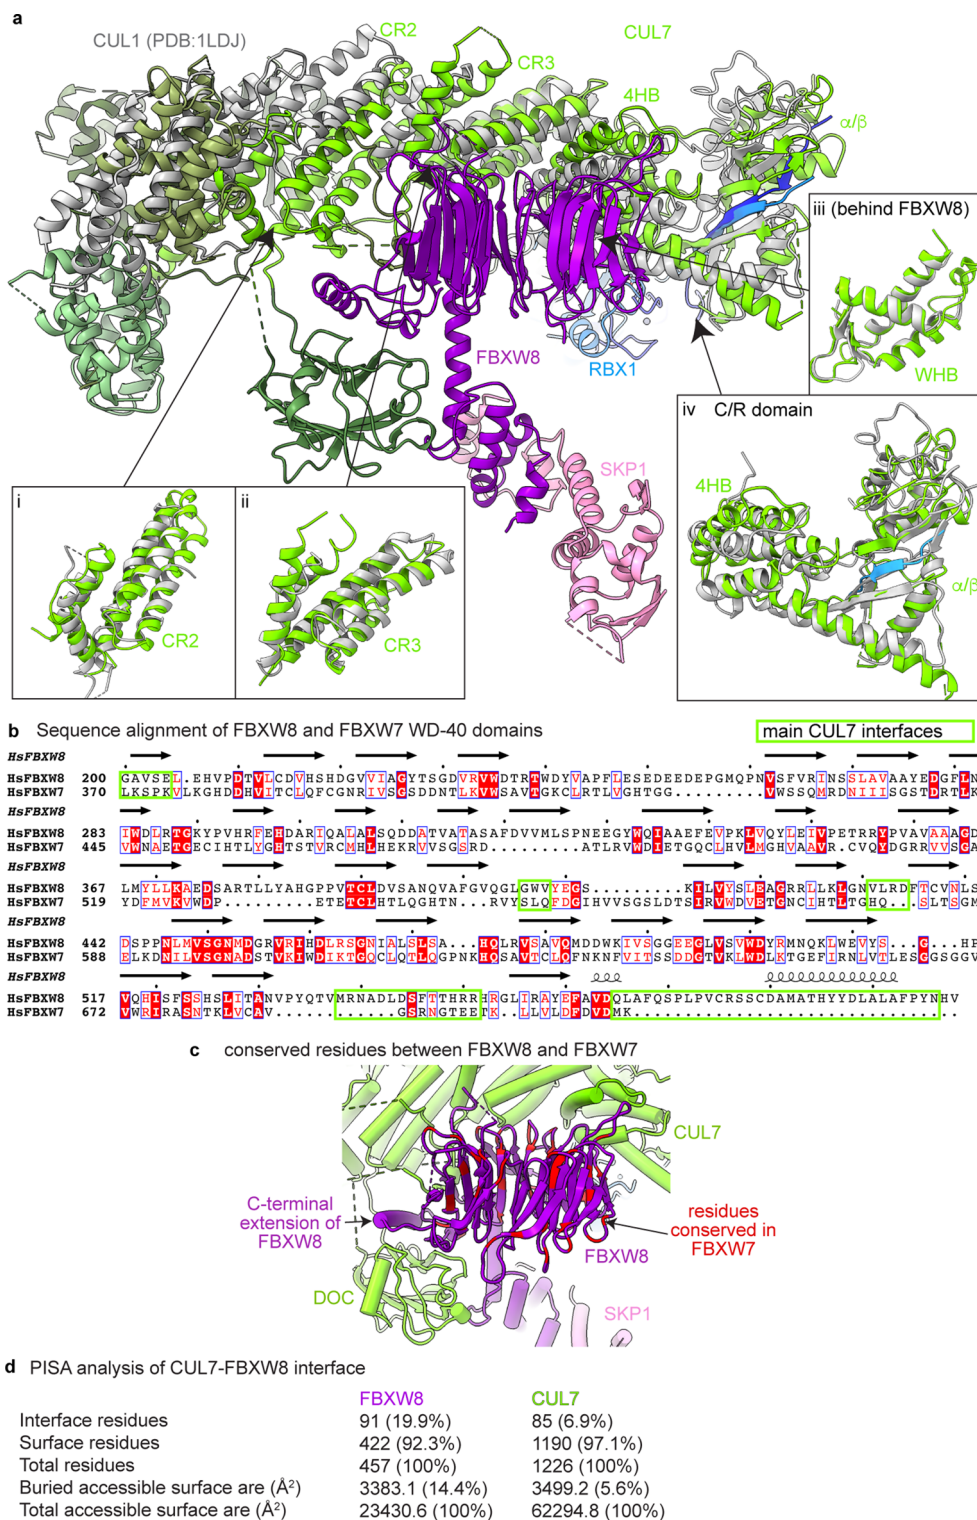 a
CUL1 (PDB:1LDJ)
CR2
CR3
CUL7
4HB
α/β
iii (behind FBXW8)
WHB
FBXW8
RBX1
SKP1
i
CR2
ii
CR3
iv C/R domain
4HB
α/β
b Sequence alignment of FBXW8 and FBXW7 WD-40 domains
main CUL7 interfaces
HsFBXW8
HsFBXW8 200 GAVSEL.EHVPDTVLCDVHSHDGVVIAGYTSGDVRVWDTRTWDYVAPFLESEDEEDEPGMQPNVSFVRINSSLAVAAYEDGFLN
HsFBXW7 370 LKSPKVLKGHDDHVITCLQFCGNRIVSGSDDNTLKVWSAVTGKCLRTLVGHTGG.......VWSSQMRDNIIISGSTDRTLK
HsFBXW8
HsFBXW8 283 IWDLRTGKYPVHRFEHDARIQALALSQDDATVATASAFDVVMLSPNEEGYWQIAAEFEVPKLVQYLEIVPETRRYPVAVAAAGD
HsFBXW7 445 VWNAETGECIHTLYGHTSTVRCMHLHEKRVVSGSRD..........ATLRVWDIETGQCLHVLMGHVAAVR.CVQYDGRRVVSGA
HsFBXW8
HsFBXW8 367 LMYLLKAEDSARTLLYAHGPPVTCLDVSANQVAFGVQGLGWVYEGS.........KILVYSLEAGRRLLKLGNVLRDFTCVNLS
HsFBXW7 519 YDFMVKVWDP....ETETCLHTLQGHTN...RVYSLQFDGIHVVSGSLDTSIRVWDVETGNCIHTLTGHQ...SLTSGM
HsFBXW8
HsFBXW8 442 DSPPNLMVSGNMDGRVRIHDLRSGNIALSLSA...HQLRVSAVQMDDWKIVSGGEEGLVSVWDYRMNQKLWEVYS....GHP
HsFBXW7 588 ELKDNILVSGNADSTVKIWDIKTGQCLQTLQGPNKHQSAVTCLQFNKNFVITSSDDGTVKLWDLKTGEFIRNLVTLESGGSGGV
HsFBXW8
HsFBXW8 517 VQHISFSSHSLITANVPYQTVMRNADLDSFTTHRRHRGLIRAYEFAVDQLAFQSPLPVCRSSCDAMATHYYDLALAFPYNHV
HsFBXW7 672 VWRIRASNTKLVCAV............GSRNGTEETK.LLVLDFDVDMK.................................
c conserved residues between FBXW8 and FBXW7
CUL7
C-terminal
extension of
FBXW8
residues
conserved in
FBXW7
FBXW8
DOC
SKP1
d PISA analysis of CUL7-FBXW8 interface
FBXW8 CUL7
Interface residues 91 (19.9%) 85 (6.9%)
Surface residues 422 (92.3%) 1190 (97.1%)
Total residues 457 (100%) 1226 (100%)
Buried accessible surface are (Å²) 3383.1 (14.4%) 3499.2 (5.6%)
Total accessible surface are (Å²) 23430.6 (100%) 62294.8 (100%)